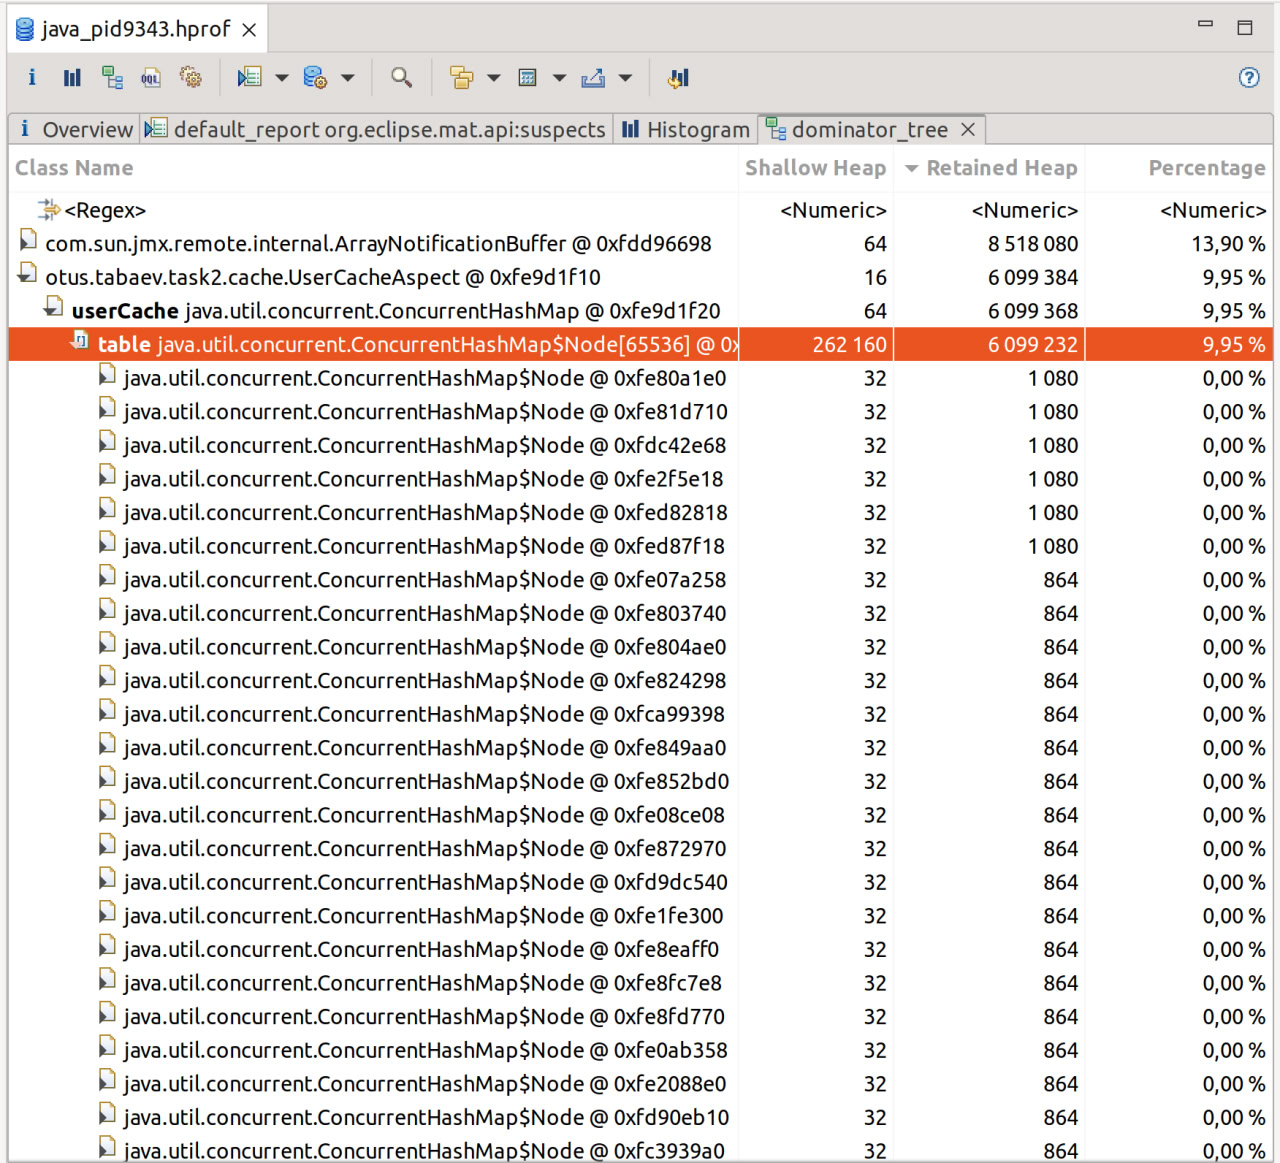 java_pid9343.hprof
i OQL
i Overview default_report org.eclipse.mat.api:suspects Histogram dominator_tree
Class Name Shallow Heap Retained Heap Percentage
<Regex> <Numeric> <Numeric> <Numeric>
com.sun.jmx.remote.internal.ArrayNotificationBuffer @ 0xfdd96698 64 8 518 080 13,90 %
otus.tabaev.task2.cache.UserCacheAspect @ 0xfe9d1f10 16 6 099 384 9,95 %
userCache java.util.concurrent.ConcurrentHashMap @ 0xfe9d1f20 64 6 099 368 9,95 %
table java.util.concurrent.ConcurrentHashMap$Node[65536] @ 0x 262 160 6 099 232 9,95 %
java.util.concurrent.ConcurrentHashMap$Node @ 0xfe80a1e0 32 1 080 0,00 %
java.util.concurrent.ConcurrentHashMap$Node @ 0xfe81d710 32 1 080 0,00 %
java.util.concurrent.ConcurrentHashMap$Node @ 0xfdc42e68 32 1 080 0,00 %
java.util.concurrent.ConcurrentHashMap$Node @ 0xfe2f5e18 32 1 080 0,00 %
java.util.concurrent.ConcurrentHashMap$Node @ 0xfed82818 32 1 080 0,00 %
java.util.concurrent.ConcurrentHashMap$Node @ 0xfed87f18 32 1 080 0,00 %
java.util.concurrent.ConcurrentHashMap$Node @ 0xfe07a258 32 864 0,00 %
java.util.concurrent.ConcurrentHashMap$Node @ 0xfe803740 32 864 0,00 %
java.util.concurrent.ConcurrentHashMap$Node @ 0xfe804ae0 32 864 0,00 %
java.util.concurrent.ConcurrentHashMap$Node @ 0xfe824298 32 864 0,00 %
java.util.concurrent.ConcurrentHashMap$Node @ 0xfca99398 32 864 0,00 %
java.util.concurrent.ConcurrentHashMap$Node @ 0xfe849aa0 32 864 0,00 %
java.util.concurrent.ConcurrentHashMap$Node @ 0xfe852bd0 32 864 0,00 %
java.util.concurrent.ConcurrentHashMap$Node @ 0xfe08ce08 32 864 0,00 %
java.util.concurrent.ConcurrentHashMap$Node @ 0xfe872970 32 864 0,00 %
java.util.concurrent.ConcurrentHashMap$Node @ 0xfd9dc540 32 864 0,00 %
java.util.concurrent.ConcurrentHashMap$Node @ 0xfe1fe300 32 864 0,00 %
java.util.concurrent.ConcurrentHashMap$Node @ 0xfe8eaff0 32 864 0,00 %
java.util.concurrent.ConcurrentHashMap$Node @ 0xfe8fc7e8 32 864 0,00 %
java.util.concurrent.ConcurrentHashMap$Node @ 0xfe8fd770 32 864 0,00 %
java.util.concurrent.ConcurrentHashMap$Node @ 0xfe0ab358 32 864 0,00 %
java.util.concurrent.ConcurrentHashMap$Node @ 0xfe2088e0 32 864 0,00 %
java.util.concurrent.ConcurrentHashMap$Node @ 0xfd90eb10 32 864 0,00 %
java.util.concurrent.ConcurrentHashMap$Node @ 0xfc3939a0 32 864 0,00 %